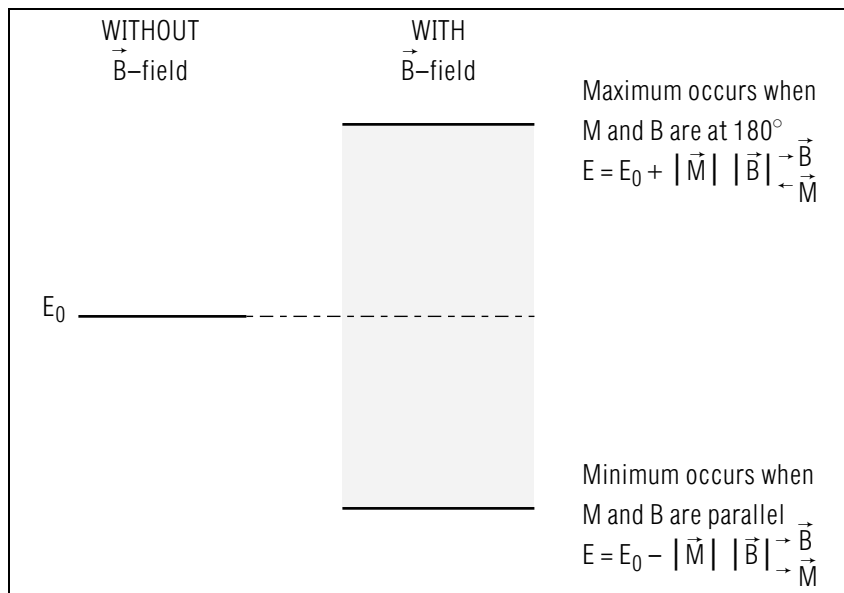 WITHOUT
B⃗–field
WITH
B⃗–field
Maximum occurs when
M and B are at 180°
E = E₀ + |M⃗| |B⃗| → B⃗
← M⃗
E₀
Minimum occurs when
M and B are parallel
E = E₀ – |M⃗| |B⃗| → B⃗
→ M⃗